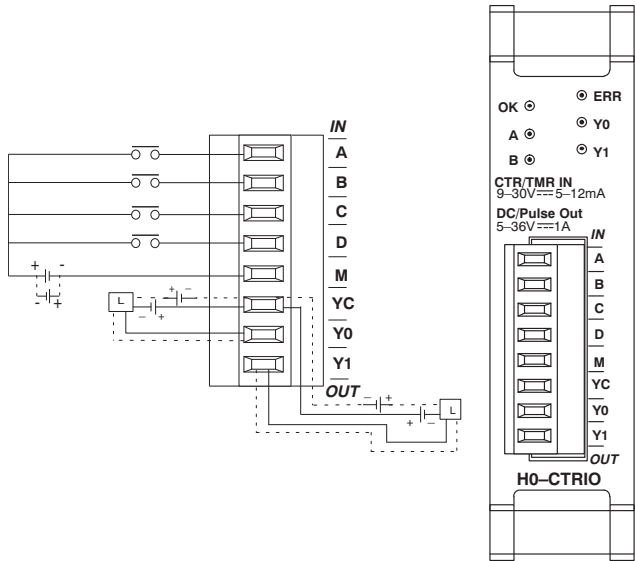 IN
A
B
C
D
M
YC
Y0
Y1
OUT
+ -
- +
L
+ -
- +
- +
+ -
L
OK
ERR
A
Y0
B
Y1
CTR/TMR IN
9–30V⎓5–12mA
DC/Pulse Out
5–36V⎓1A
IN
A
B
C
D
M
YC
Y0
Y1
OUT
H0–CTRIO